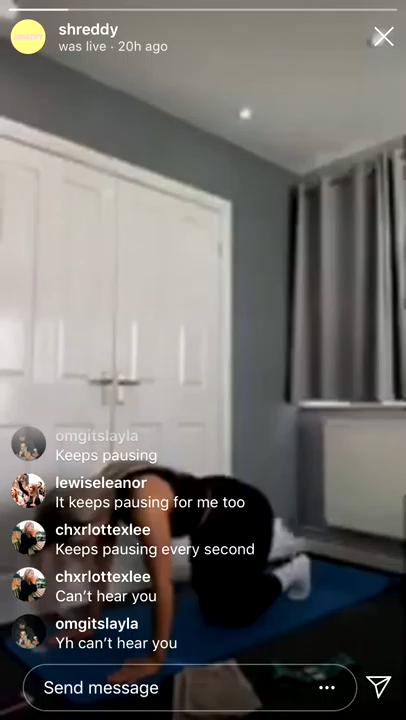 shreddy
was live · 20h ago
omgitslayla
Keeps pausing
lewiseleanor
It keeps pausing for me too
chxrlottexlee
Keeps pausing every second
chxrlottexlee
Can't hear you
omgitslayla
Yh can't hear you
Send message